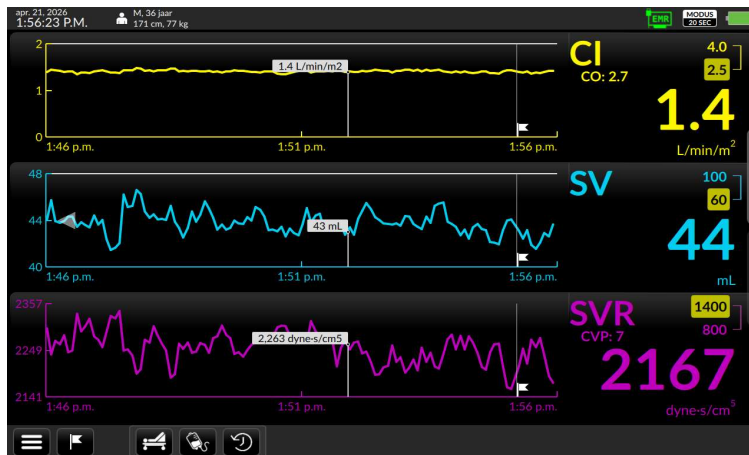 apr. 21, 2026
1:56:23 P.M.
M, 36 jaar
171 cm, 77 kg
EMR
MODUS
20 SEC
2
1
0
1.4 L/min/m2
1:46 p.m.
1:51 p.m.
1:56 p.m.
CI
CO: 2.7
4.0
2.5
1.4
L/min/m²
48
44
40
43 mL
1:46 p.m.
1:51 p.m.
1:56 p.m.
SV
100
60
44
mL
2357
2249
2141
2,263 dyne-s/cm5
1:46 p.m.
1:51 p.m.
1:56 p.m.
SVR
CVP: 7
1400
800
2167
dyne-s/cm⁵